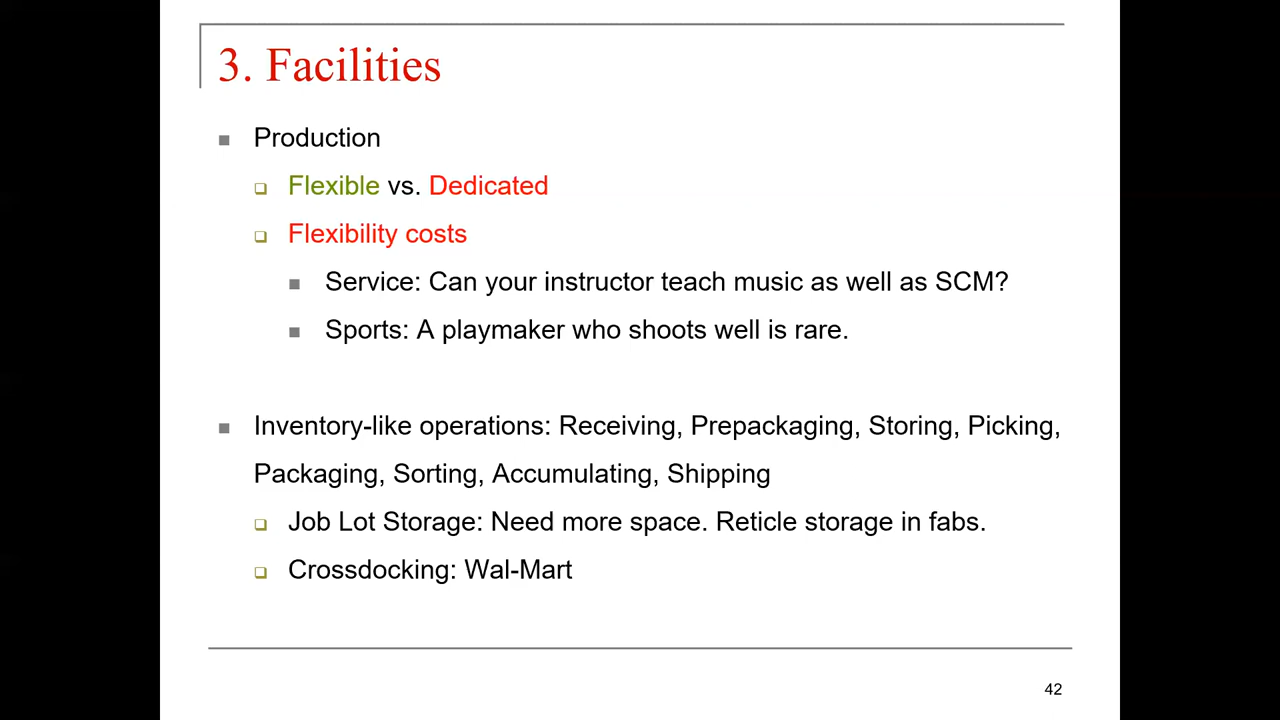 3. Facilities
Production
Flexible vs. Dedicated
Flexibility costs
Service: Can your instructor teach music as well as SCM?
Sports: A playmaker who shoots well is rare.
Inventory-like operations: Receiving, Prepackaging, Storing, Picking,
Packaging, Sorting, Accumulating, Shipping
Job Lot Storage: Need more space. Reticle storage in fabs.
Crossdocking: Wal-Mart
42